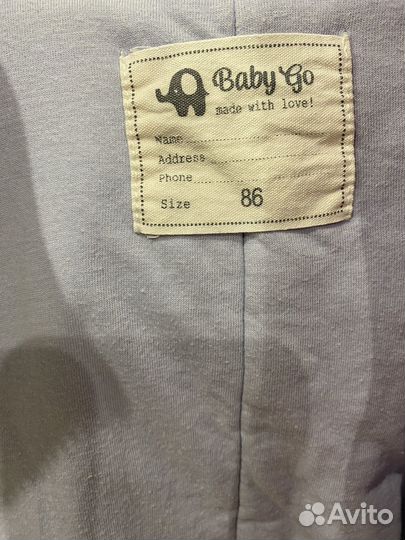 Baby Go
made with love!
Name
Address
Phone
Size 86
Avito